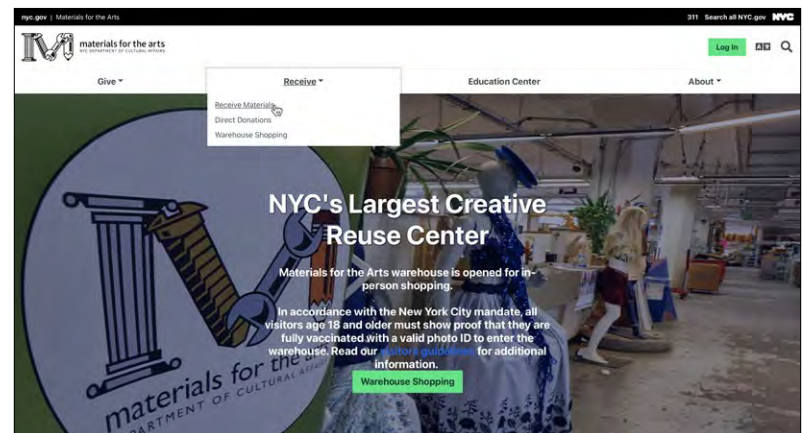 nyc.gov | Materials for the Arts
311 Search all NYC.gov NYC
materials for the arts
NYC DEPARTMENT OF CULTURAL AFFAIRS
Log In
Give
Receive
Education Center
About
Receive Materials
Direct Donations
Warehouse Shopping
NYC's Largest Creative
Reuse Center
Materials for the Arts warehouse is opened for in-
person shopping.
In accordance with the New York City mandate, all
visitors age 18 and older must show proof that they are
fully vaccinated with a valid photo ID to enter the
warehouse. Read our visitors guidelines for additional
information.
Warehouse Shopping
materials for the
DEPARTMENT OF CULTURAL AFFAIRS